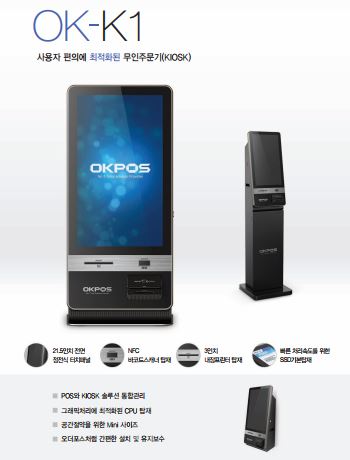 OK-K1
사용자 편의에 최적화된 무인주문기(KIOSK)
OKPOS
OKPOS
OKPOS
21.5인치 전면
정전식 터치패널
NFC
바코드스캐너 탑재
3인치
내장프린터 탑재
빠른 처리속도를 위한
SSD기본탑재
POS와 KIOSK 솔루션 통합관리
그래픽처리에 최적화된 CPU 탑재
공간절약을 위한 Mini 사이즈
오더포스처럼 간편한 설치 및 유지보수